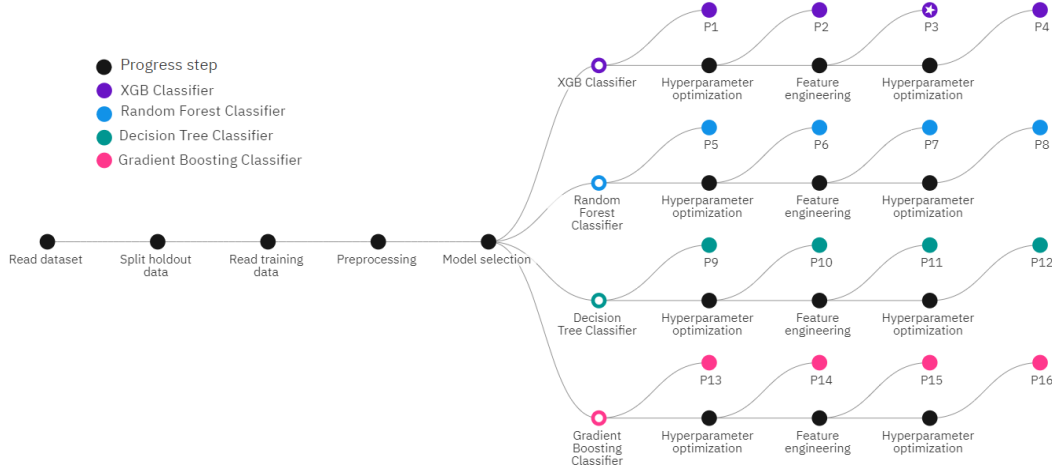 Progress step
XGB Classifier
Random Forest Classifier
Decision Tree Classifier
Gradient Boosting Classifier
Read dataset
Split holdout
data
Read training
data
Preprocessing
Model selection
P1
P2
P3
P4
XGB Classifier
Hyperparameter
optimization
Feature
engineering
Hyperparameter
optimization
P5
P6
P7
P8
Random
Forest
Classifier
Hyperparameter
optimization
Feature
engineering
Hyperparameter
optimization
P9
P10
P11
P12
Decision
Tree Classifier
Hyperparameter
optimization
Feature
engineering
Hyperparameter
optimization
P13
P14
P15
P16
Gradient
Boosting
Classifier
Hyperparameter
optimization
Feature
engineering
Hyperparameter
optimization